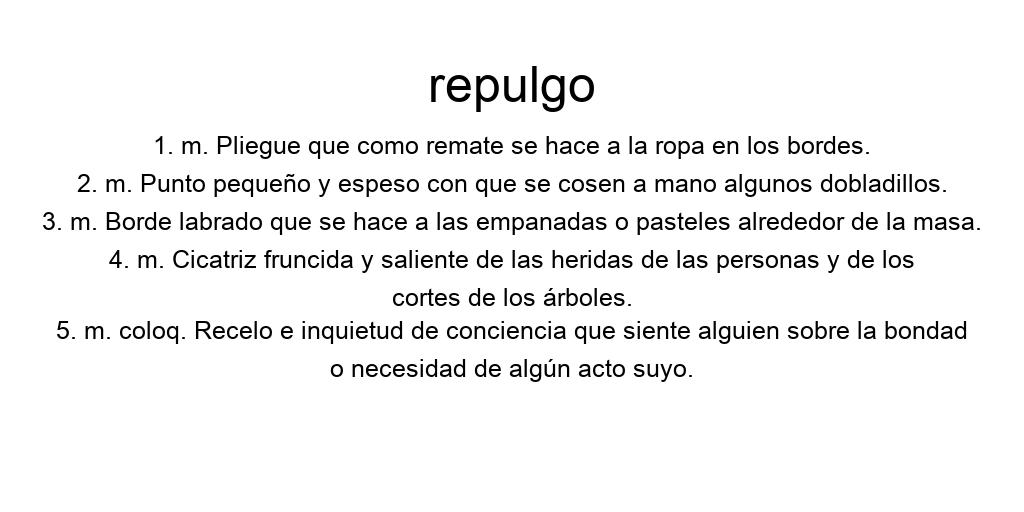 repulgo
1. m. Pliegue que como remate se hace a la ropa en los bordes.
2. m. Punto pequeño y espeso con que se cosen a mano algunos dobladillos.
3. m. Borde labrado que se hace a las empanadas o pasteles alrededor de la masa.
4. m. Cicatriz fruncida y saliente de las heridas de las personas y de los
cortes de los árboles.
5. m. coloq. Recelo e inquietud de conciencia que siente alguien sobre la bondad
o necesidad de algún acto suyo.